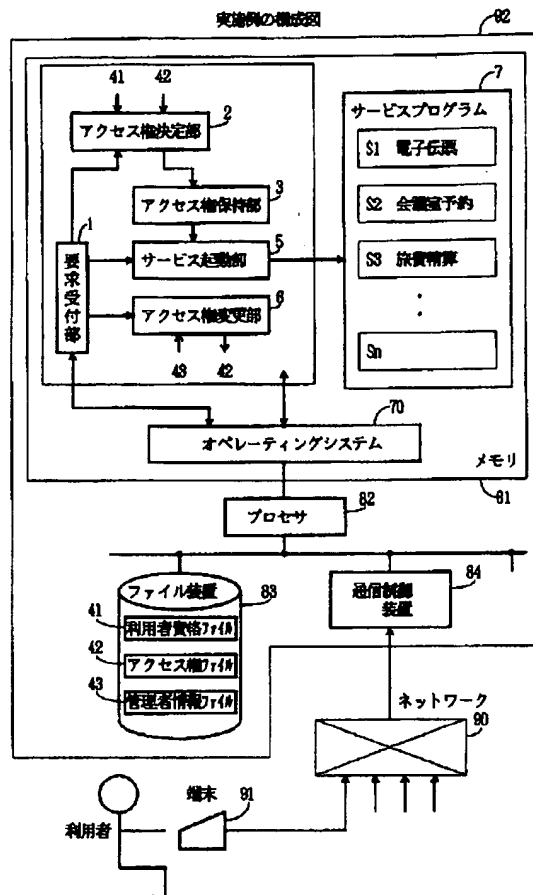 実施例の構成図
92
41
42
2
アクセス権決定部
3
アクセス権保持部
1
要求受付部
5
サービス起動部
6
アクセス権変更部
43
42
7
サービスプログラム
S1 電子伝票
S2 会議室予約
S3 旅費精算
・
・
Sn
70
オペレーティングシステム
メモリ
81
プロセサ
82
ファイル装置
83
41
利用者資格ファイル
42
アクセス権ファイル
43
管理者情報ファイル
通信制御
装置
84
ネットワーク
90
利用者
端末
91